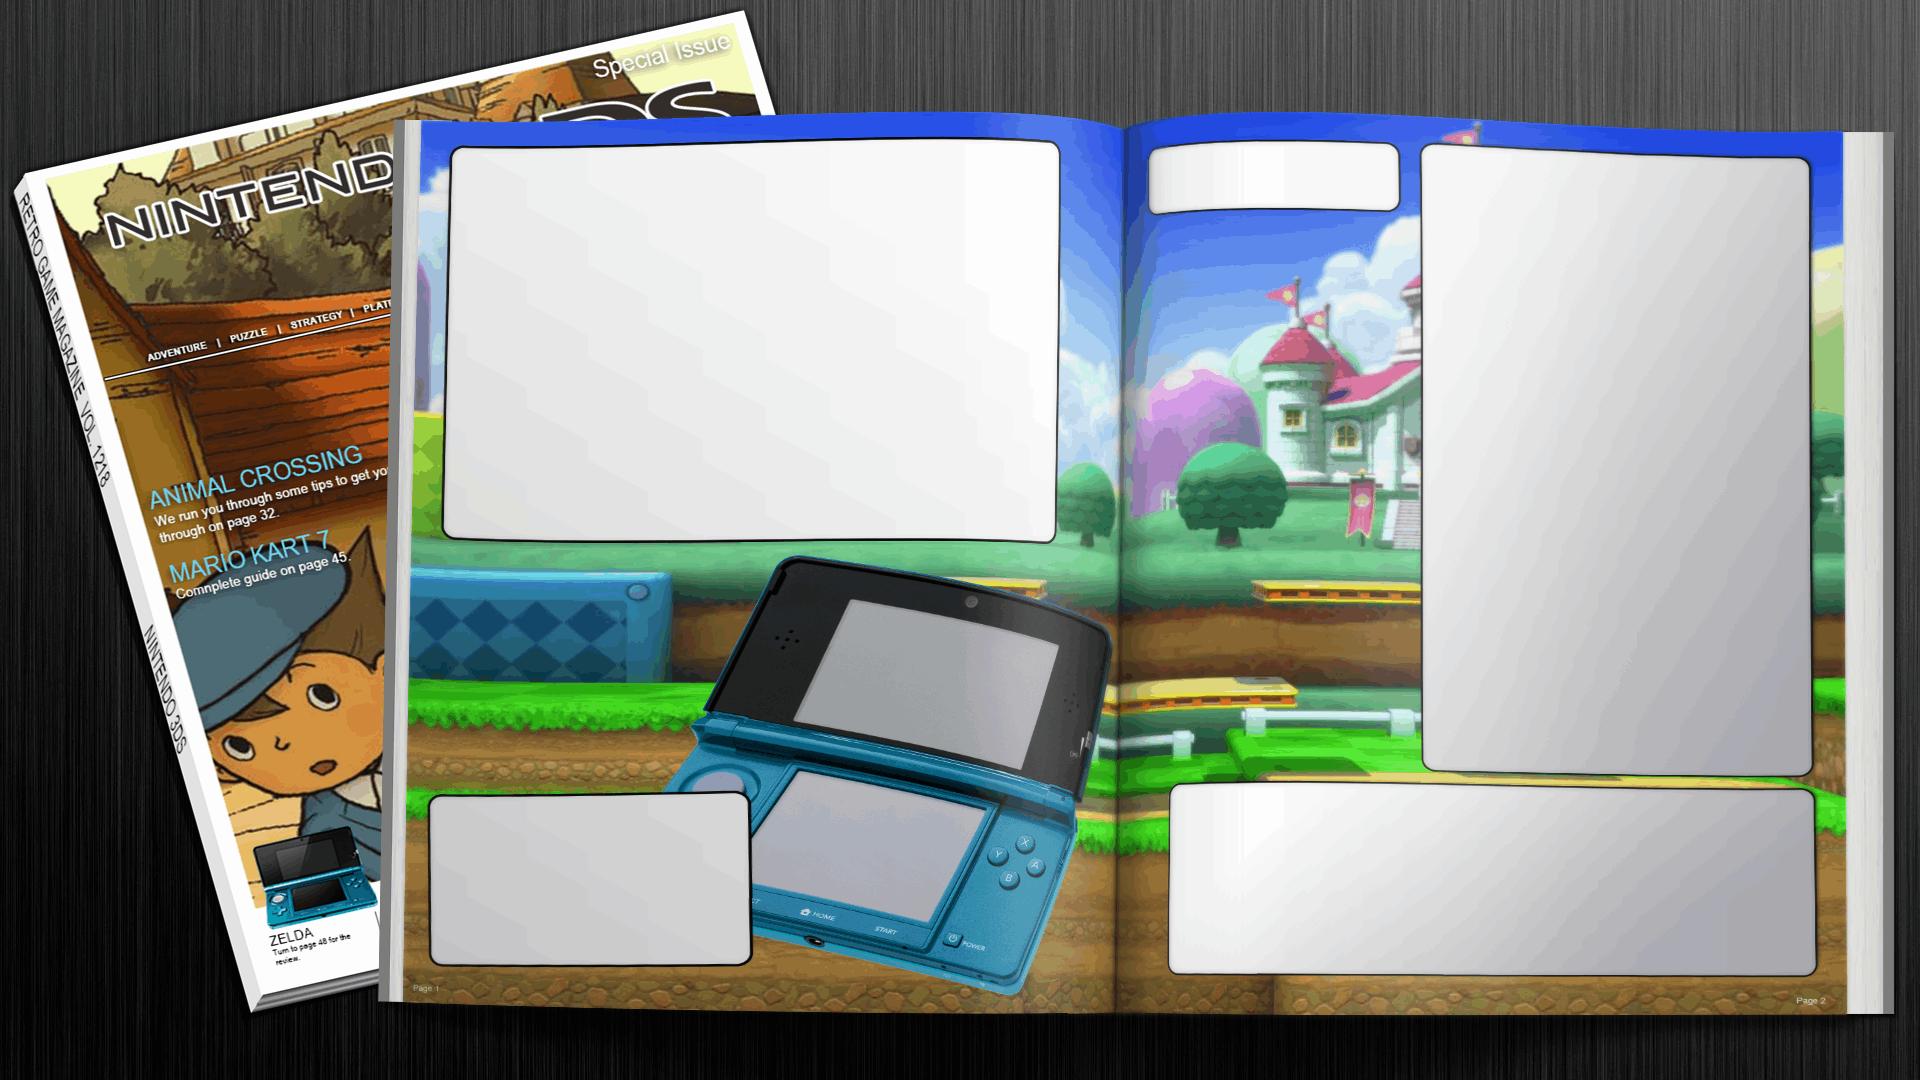 Special Issue
NINTEND
DS
ADVENTURE | PUZZLE | STRATEGY |
RETRO GAME MAGAZINE VOL. 1218
NINTENDO 3DS
ANIMAL CROSSING
We run you through some tips to get
through on page 32.
MARIO KART 7
Comnplete guide on page 45.
ZELDA
Turn to page 48 for the
review.
X
Y
A
B
HOME
START
POWER
Page 1
Page 2